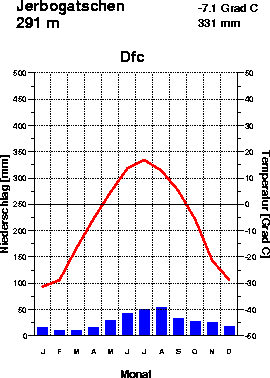 Jerbogatschen
-7.1 Grad C
291 m
331 mm
Dfc
500
450
400
350
300
250
200
150
100
50
0
Niederschlag [mm]
50
40
30
20
10
0
-10
-20
-30
-40
-50
Temperatur [Grad C]
J F M A M J J A S O N D
Monat